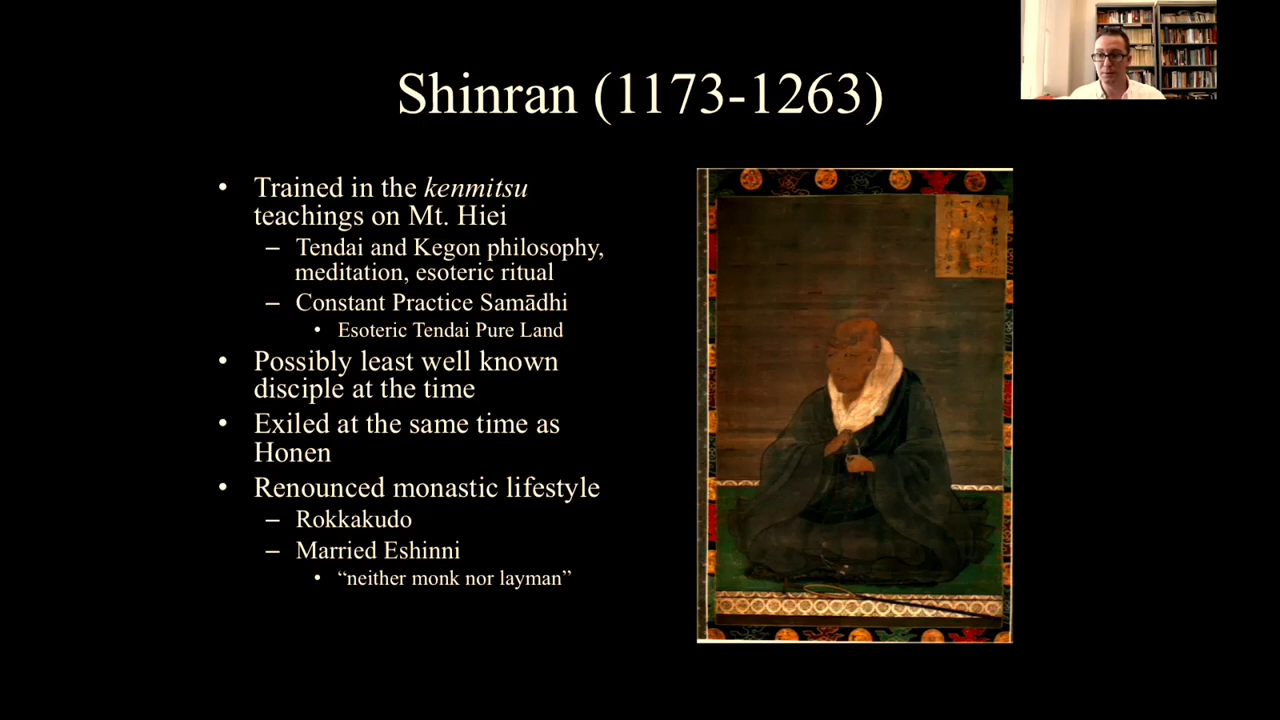 Shinran (1173-1263)
• Trained in the kenmitsu
teachings on Mt. Hiei
– Tendai and Kegon philosophy,
meditation, esoteric ritual
– Constant Practice Samādhi
• Esoteric Tendai Pure Land
• Possibly least well known
disciple at the time
• Exiled at the same time as
Honen
• Renounced monastic lifestyle
– Rokkakudo
– Married Eshinni
• “neither monk nor layman”